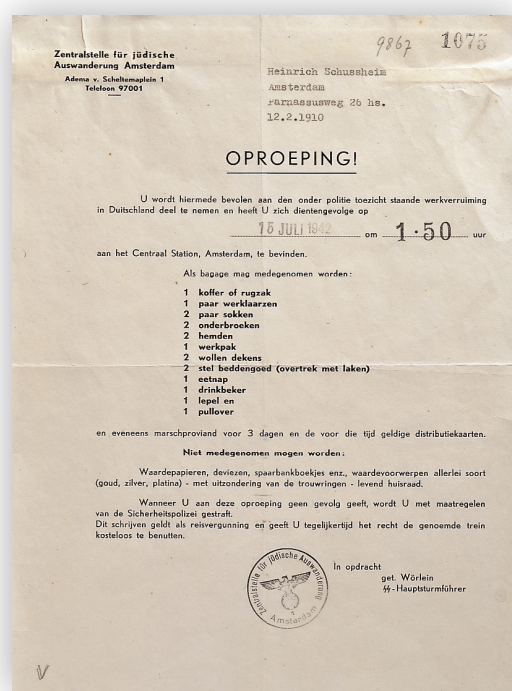 9867 1075
Zentralstelle für jüdische
Auswanderung Amsterdam
Adema v. Scheltemaplein 1
Telefoon 97001
Heinrich Schussheim
Amsterdam
Parnassusweg 26 hs.
12.2.1910
OPROEPING!
U wordt hiermede bevolen aan den onder politie toezicht staande werkverruiming
in Duitschland deel te nemen en heeft U zich dientengevolge op
15 JULI 1942 om 1·50 uur
aan het Centraal Station, Amsterdam, te bevinden.
Als bagage mag medegenomen worden:
1 koffer of rugzak
1 paar werklaarzen
2 paar sokken
2 onderbroeken
2 hemden
1 werkpak
2 wollen dekens
2 stel beddengoed (overtrek met laken)
1 eetnap
1 drinkbeker
1 lepel en
1 pullover
en eveneens marschproviand voor 3 dagen en de voor die tijd geldige distributiekaarten.
Niet medegenomen mogen worden:
Waardepapieren, deviezen, spaarbankboekjes enz., waardevoorwerpen allerlei soort
(goud, zilver, platina) - met uitzondering van de trouwringen - levend huisraad.
Wanneer U aan deze oproeping geen gevolg geeft, wordt U met maatregelen
van de Sicherheitspolizei gestraft.
Dit schrijven geldt als reisvergunning en geeft U tegelijkertijd het recht de genoemde trein
kosteloos te benutten.
Zentralstelle für jüdische Auswanderung
Amsterdam
In opdracht
get. Wörlein
ᛋᛋ-Hauptsturmführer
V